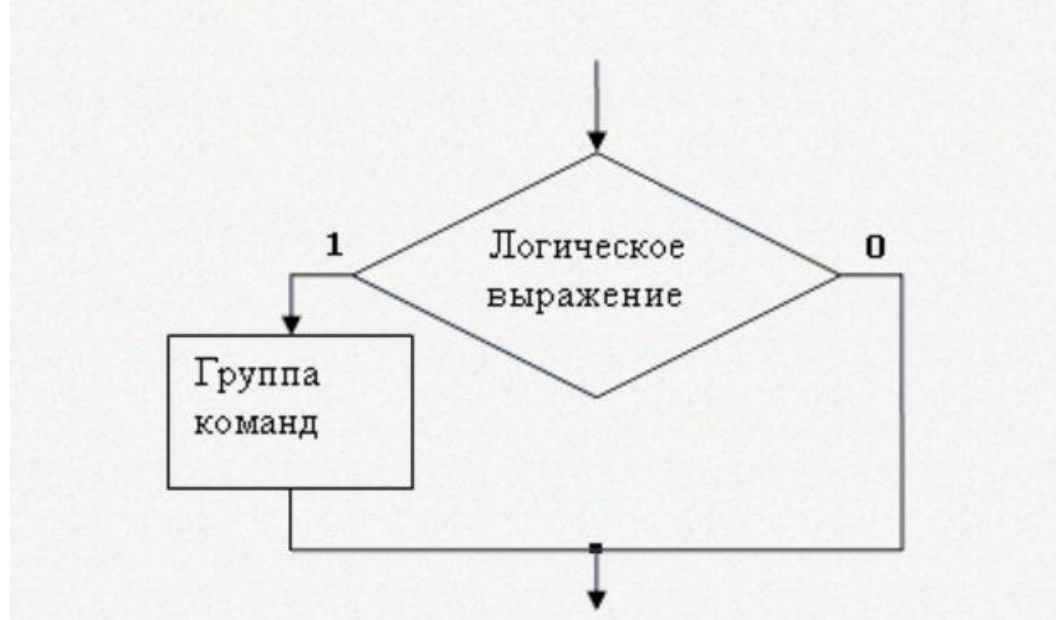 1
0
Логическое
выражение
Группа
команд